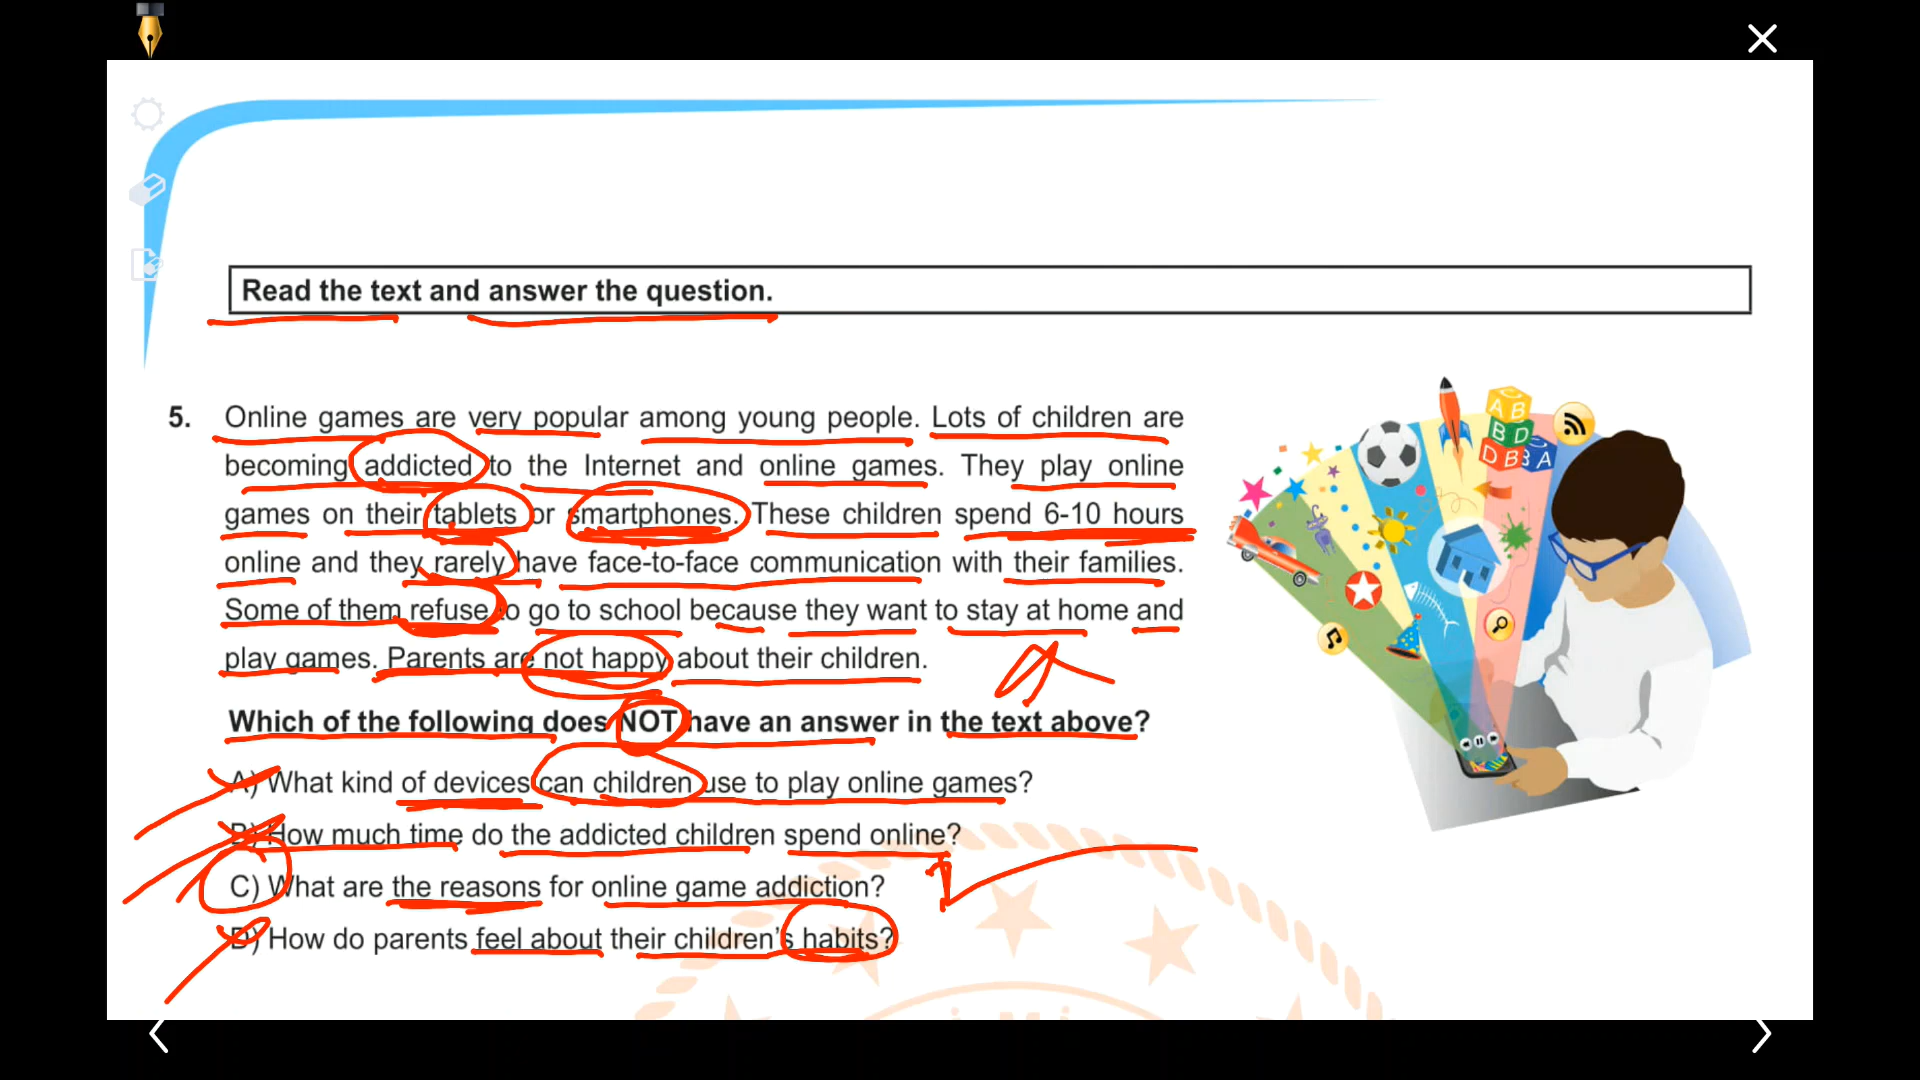 Read the text and answer the question.
5. Online games are very popular among young people. Lots of children are
becoming addicted to the Internet and online games. They play online
games on their tablets or smartphones. These children spend 6-10 hours
online and they rarely have face-to-face communication with their families.
Some of them refuse to go to school because they want to stay at home and
play games. Parents are not happy about their children.
Which of the following does NOT have an answer in the text above?
A) What kind of devices can children use to play online games?
B) How much time do the addicted children spend online?
C) What are the reasons for online game addiction?
D) How do parents feel about their children's habits?
A B C
B D
D B B A